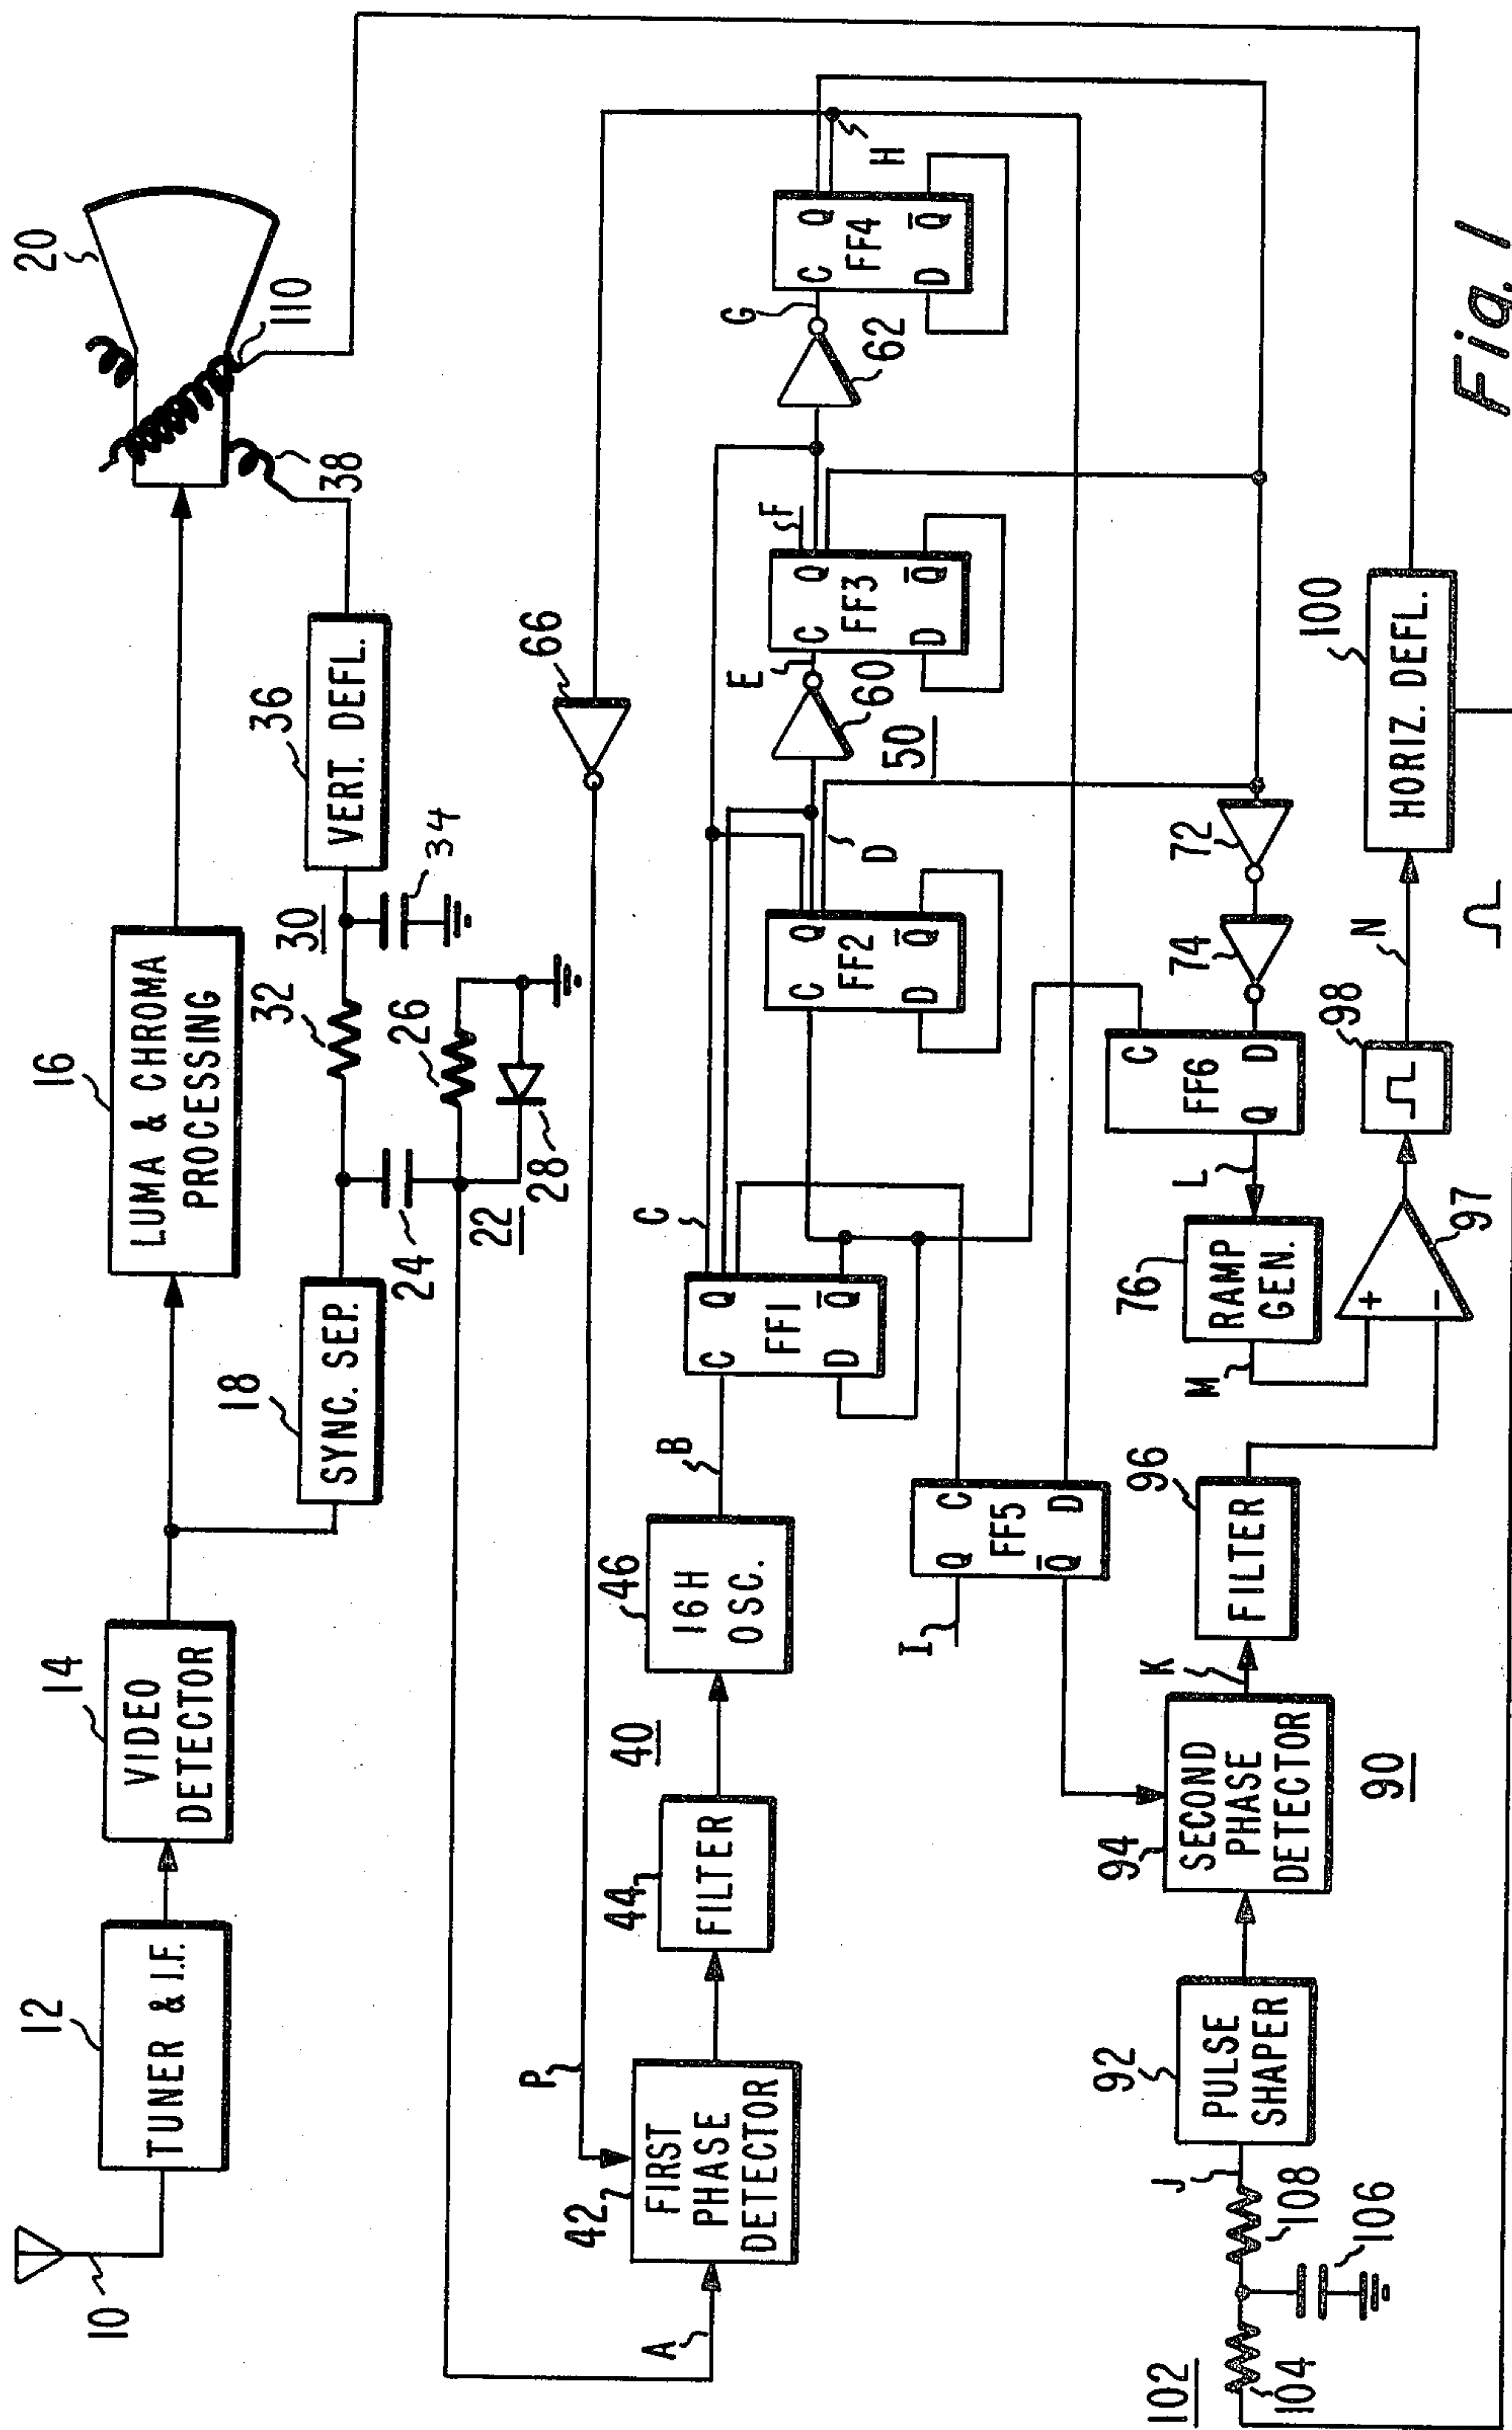 10
12
TUNER & I.F.
14
VIDEO
DETECTOR
16
LUMA & CHROMA
PROCESSING
20
110
38
18
SYNC. SEP.
32
30
34
36
VERT. DEFL.
24
22
26
28
66
P
A
42
FIRST
PHASE
DETECTOR
44
FILTER
40
46
16H
OSC.
B
C
C Q
FF1
D Q̅
C Q
FF2
D Q̅
D
E
60
50
C Q
FF3
D Q̅
F
G
62
C Q
FF4
D Q̅
H
I
Q C
FF5
Q̅ D
72
74
C
FF6
Q D
L
76
RAMP
GEN.
M
+
-
97
98
N
100
HORIZ. DEFL.
102
104
106
108
J
92
PULSE
SHAPER
94
SECOND
PHASE
DETECTOR
90
K
96
FILTER
Fig. 1